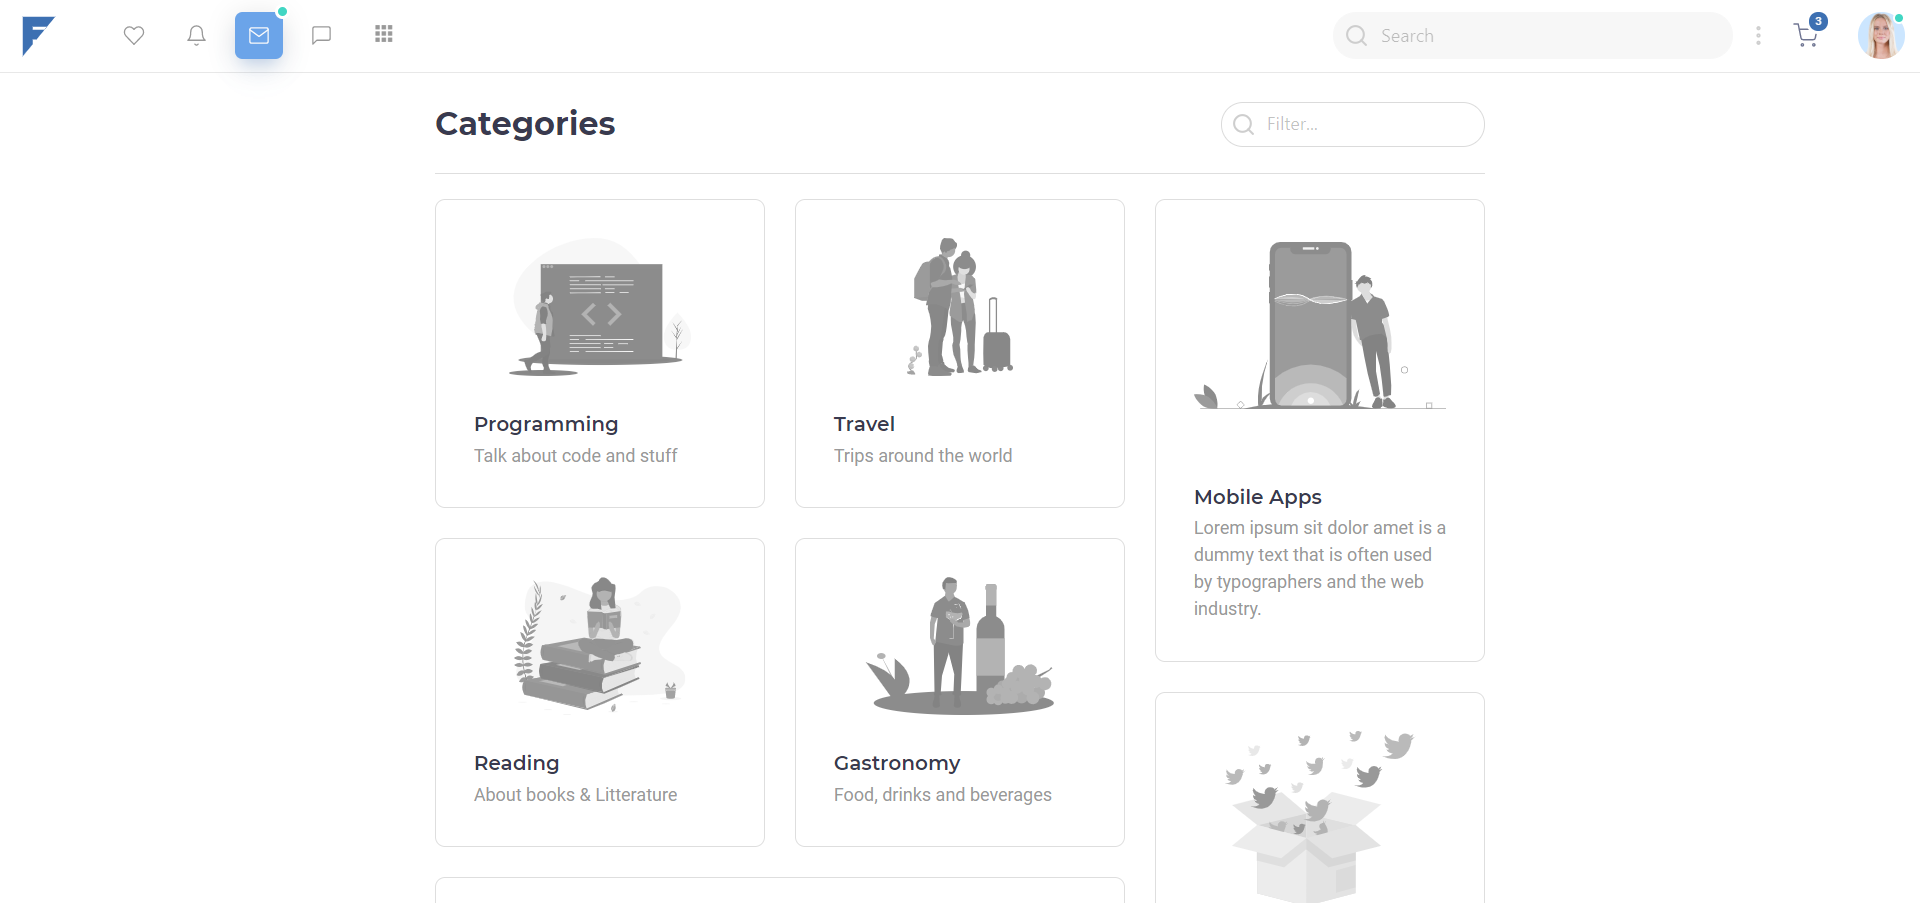 Search
3
Categories
Filter...
Programming
Talk about code and stuff
Travel
Trips around the world
Mobile Apps
Lorem ipsum sit dolor amet is a
dummy text that is often used
by typographers and the web
industry.
Reading
About books & Litterature
Gastronomy
Food, drinks and beverages